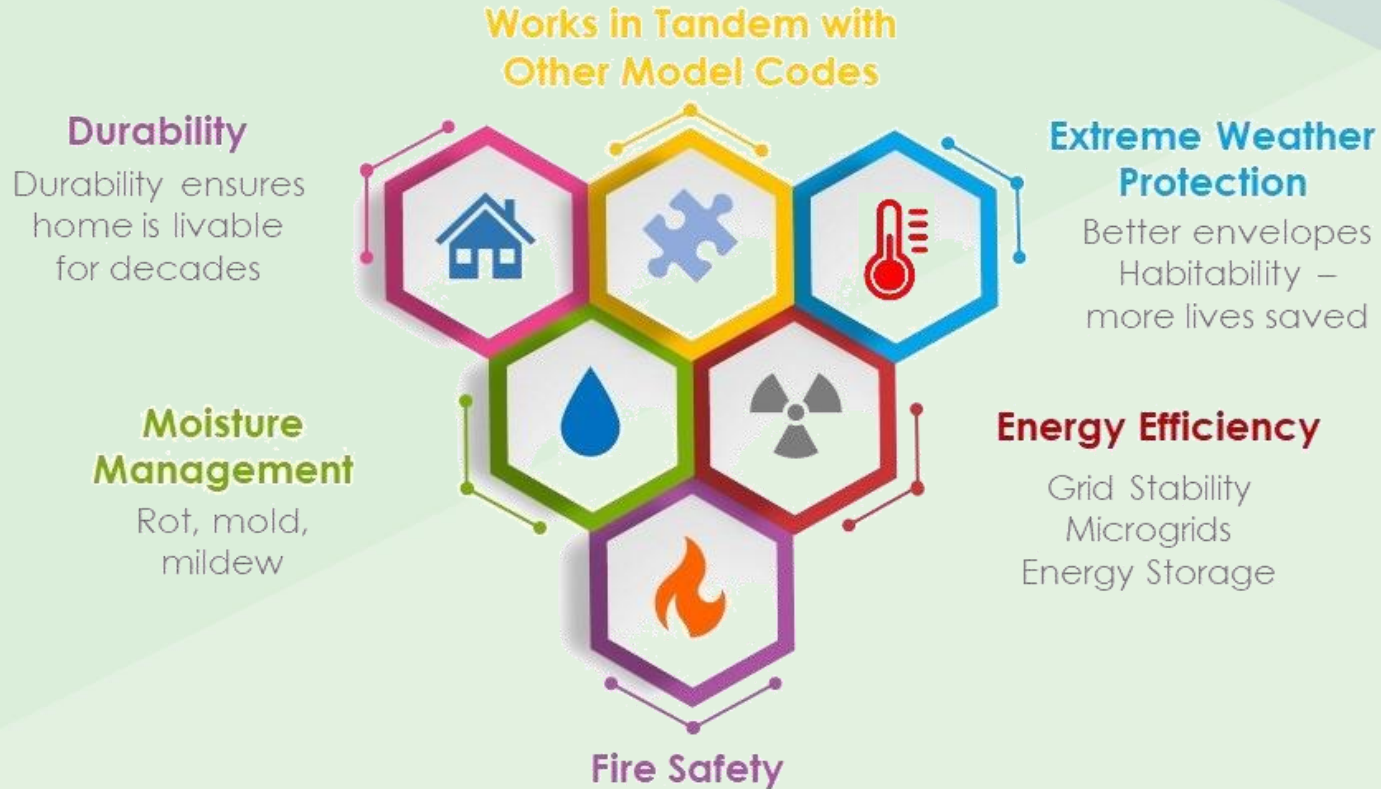 Works in Tandem with
Other Model Codes
Durability
Durability ensures
home is livable
for decades
Extreme Weather
Protection
Better envelopes
Habitability –
more lives saved
Moisture
Management
Rot, mold,
mildew
Energy Efficiency
Grid Stability
Microgrids
Energy Storage
Fire Safety